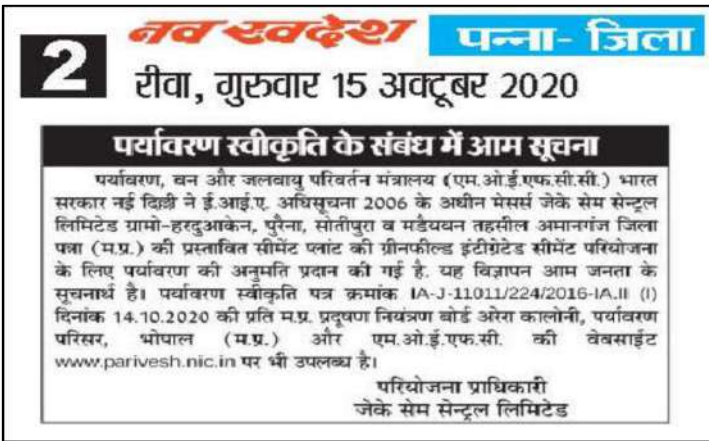 नव स्वदेश पन्ना- जिला
2
रीवा, गुरुवार 15 अक्टूबर 2020
पर्यावरण स्वीकृति के संबंध में आम सूचना
पर्यावरण, वन और जलवायु परिवर्तन मंत्रालय (एम.ओ.ई.एफ.सी.सी.) भारत
सरकार नई दिल्ली ने ई.आई.ए. अधिसूचना 2006 के अधीन मेसर्स जेके सेम सेन्ट्रल
लिमिटेड ग्रामो-हरदुआकेन, पुरैना, सोतीपुरा व मडैययन तहसील अमानगंज जिला
पन्ना (म.प्र.) की प्रस्तावित सीमेंट प्लांट की ग्रीनफील्ड इंटीग्रेटेड सीमेंट परियोजना
के लिए पर्यावरण की अनुमति प्रदान की गई है. यह विज्ञापन आम जनता के
सूचनार्थ है। पर्यावरण स्वीकृति पत्र क्रमांक IA-J-11011/224/2016-IA.II (I)
दिनांक 14.10.2020 की प्रति म.प्र. प्रदूषण नियंत्रण बोर्ड अरेरा कालोनी, पर्यावरण
परिसर, भोपाल (म.प्र.) और एम.ओ.ई.एफ.सी. की वेबसाईट
www.parivesh.nic.in पर भी उपलब्ध है।
परियोजना प्राधिकारी
जेके सेम सेन्ट्रल लिमिटेड